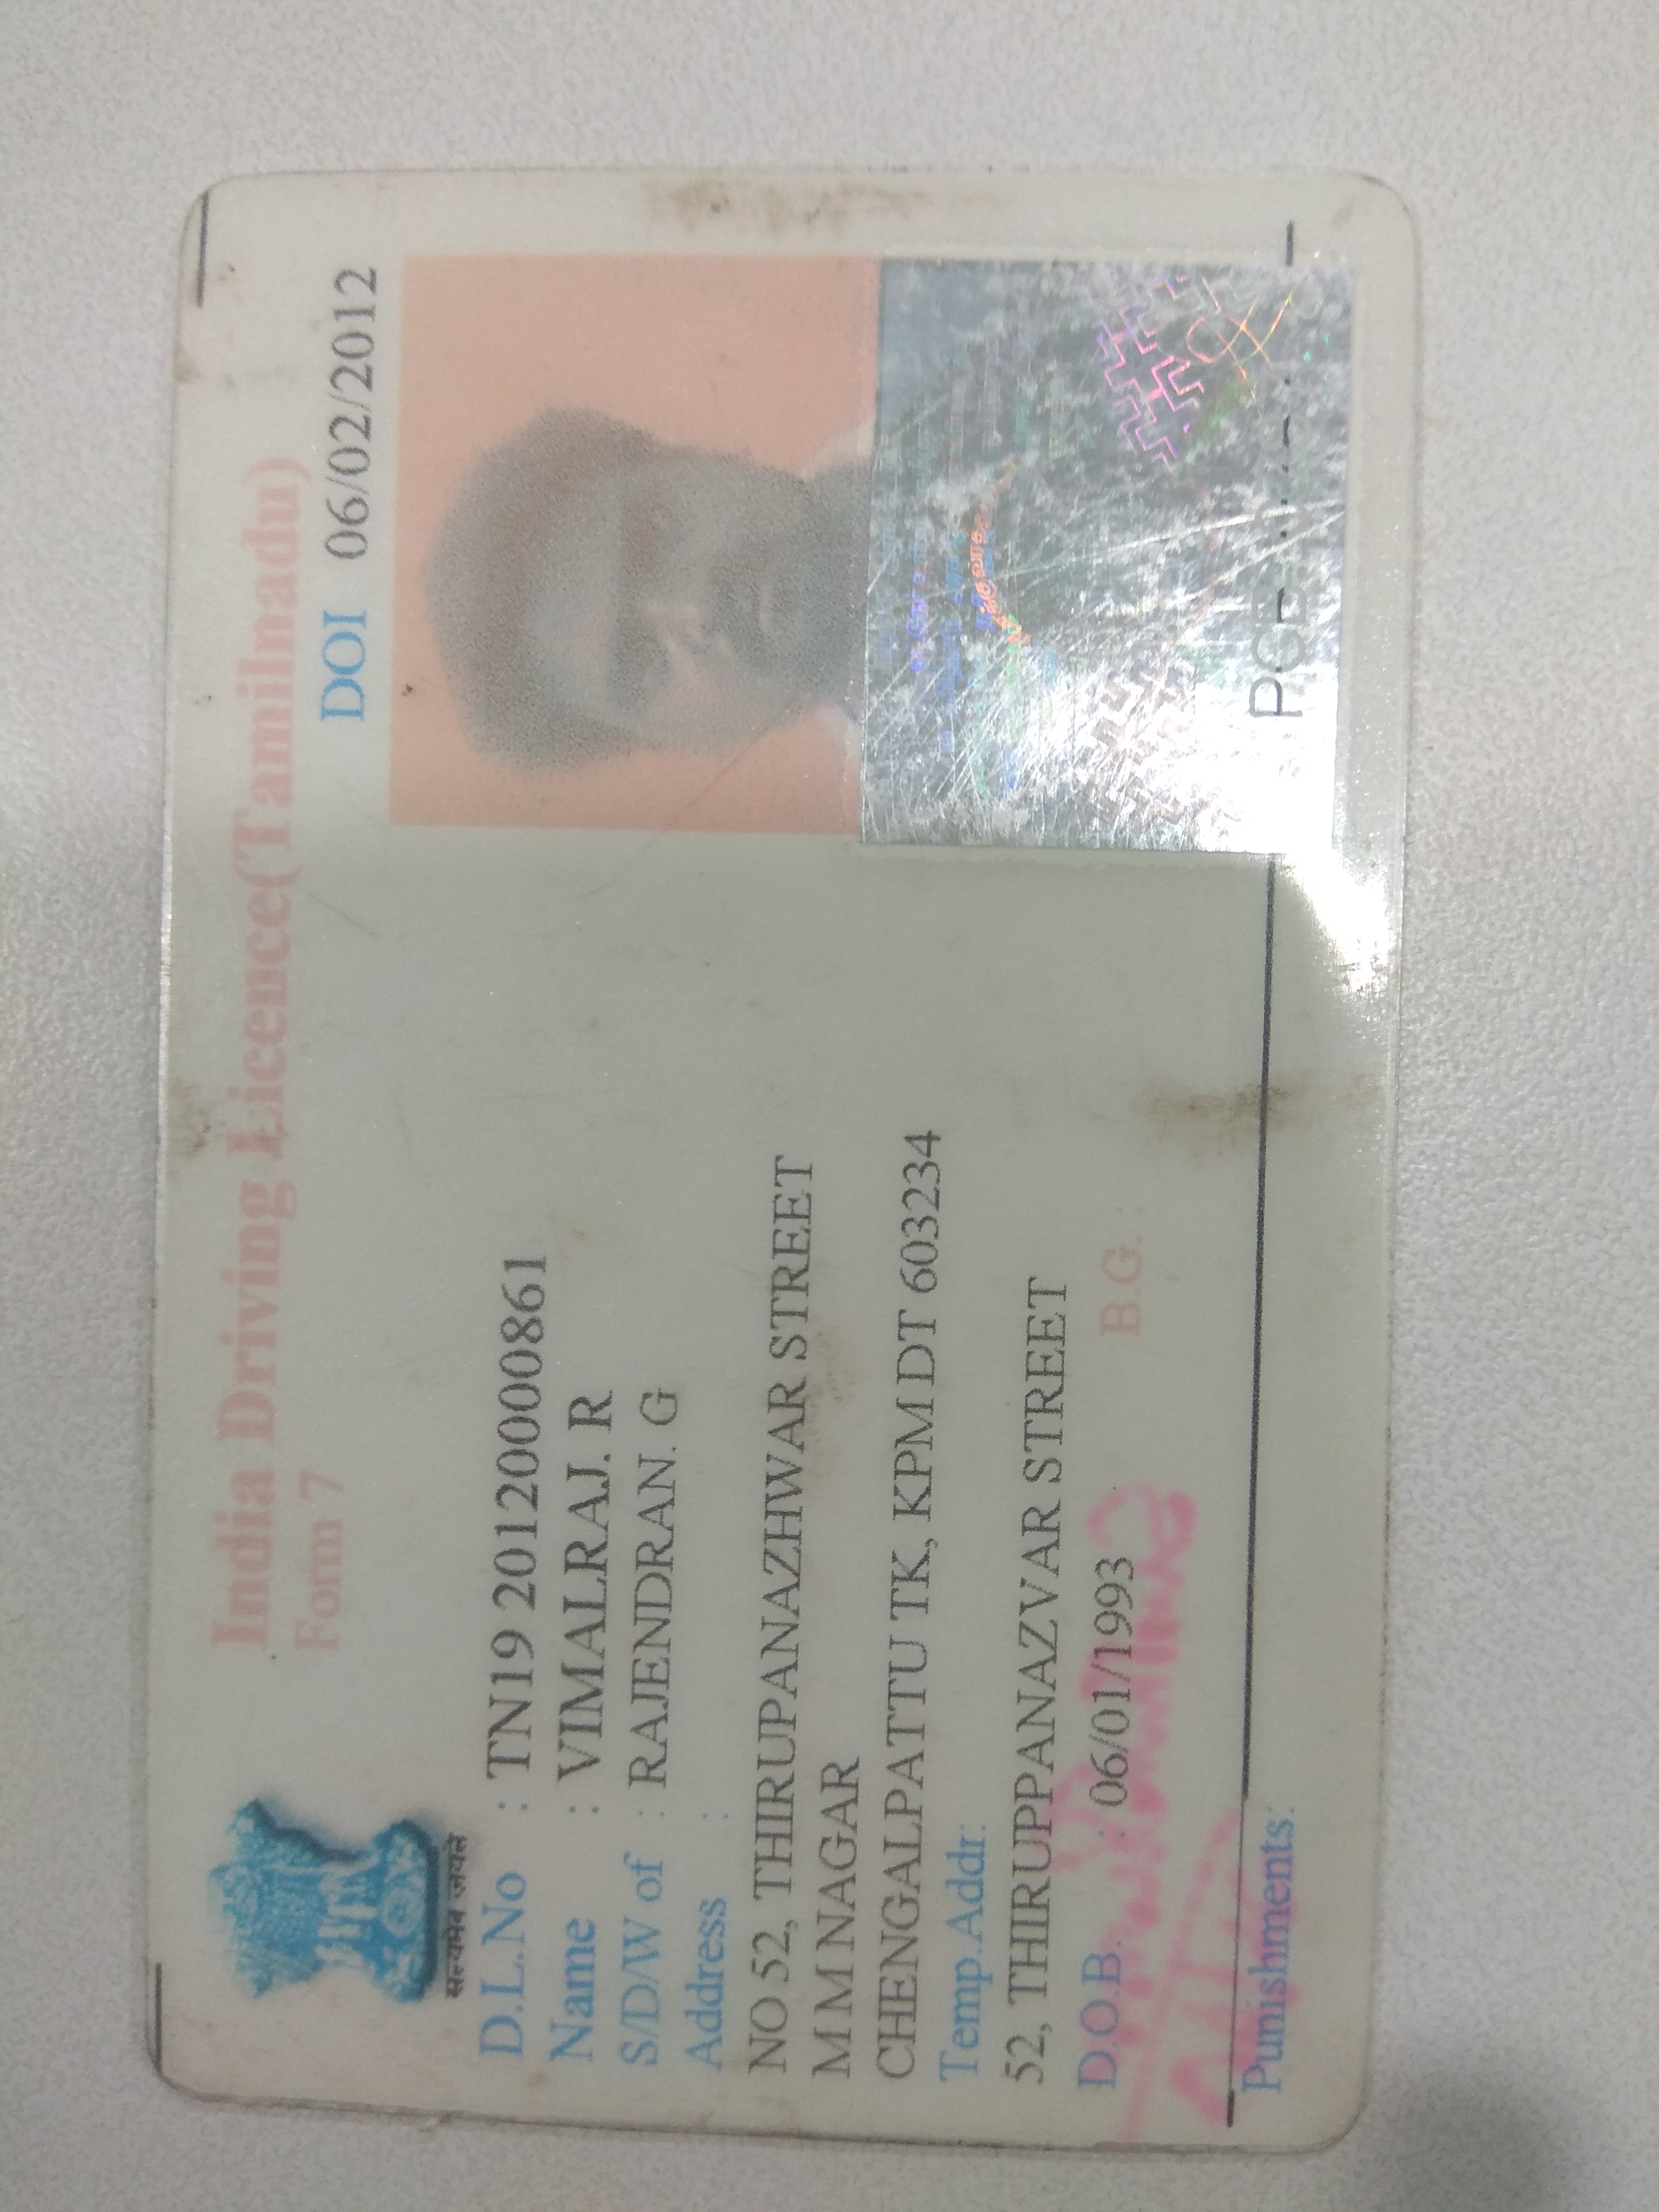 India Driving Licence(Tamilnadu)
Form 7
DOI 06/02/2012
सत्यमेव जयते
D.L.No : TN19 20120000861
Name : VIMALRAJ. R
S/D/W of : RAJENDRAN. G
Address :
NO 52, THIRUPANAZHWAR STREET
M M NAGAR
CHENGALPATTU TK, KPM DT 603234
Temp.Addr:
52, THIRUPPANAZVAR STREET
D.O.B. : 06/01/1993 B.G. :
Punishments: